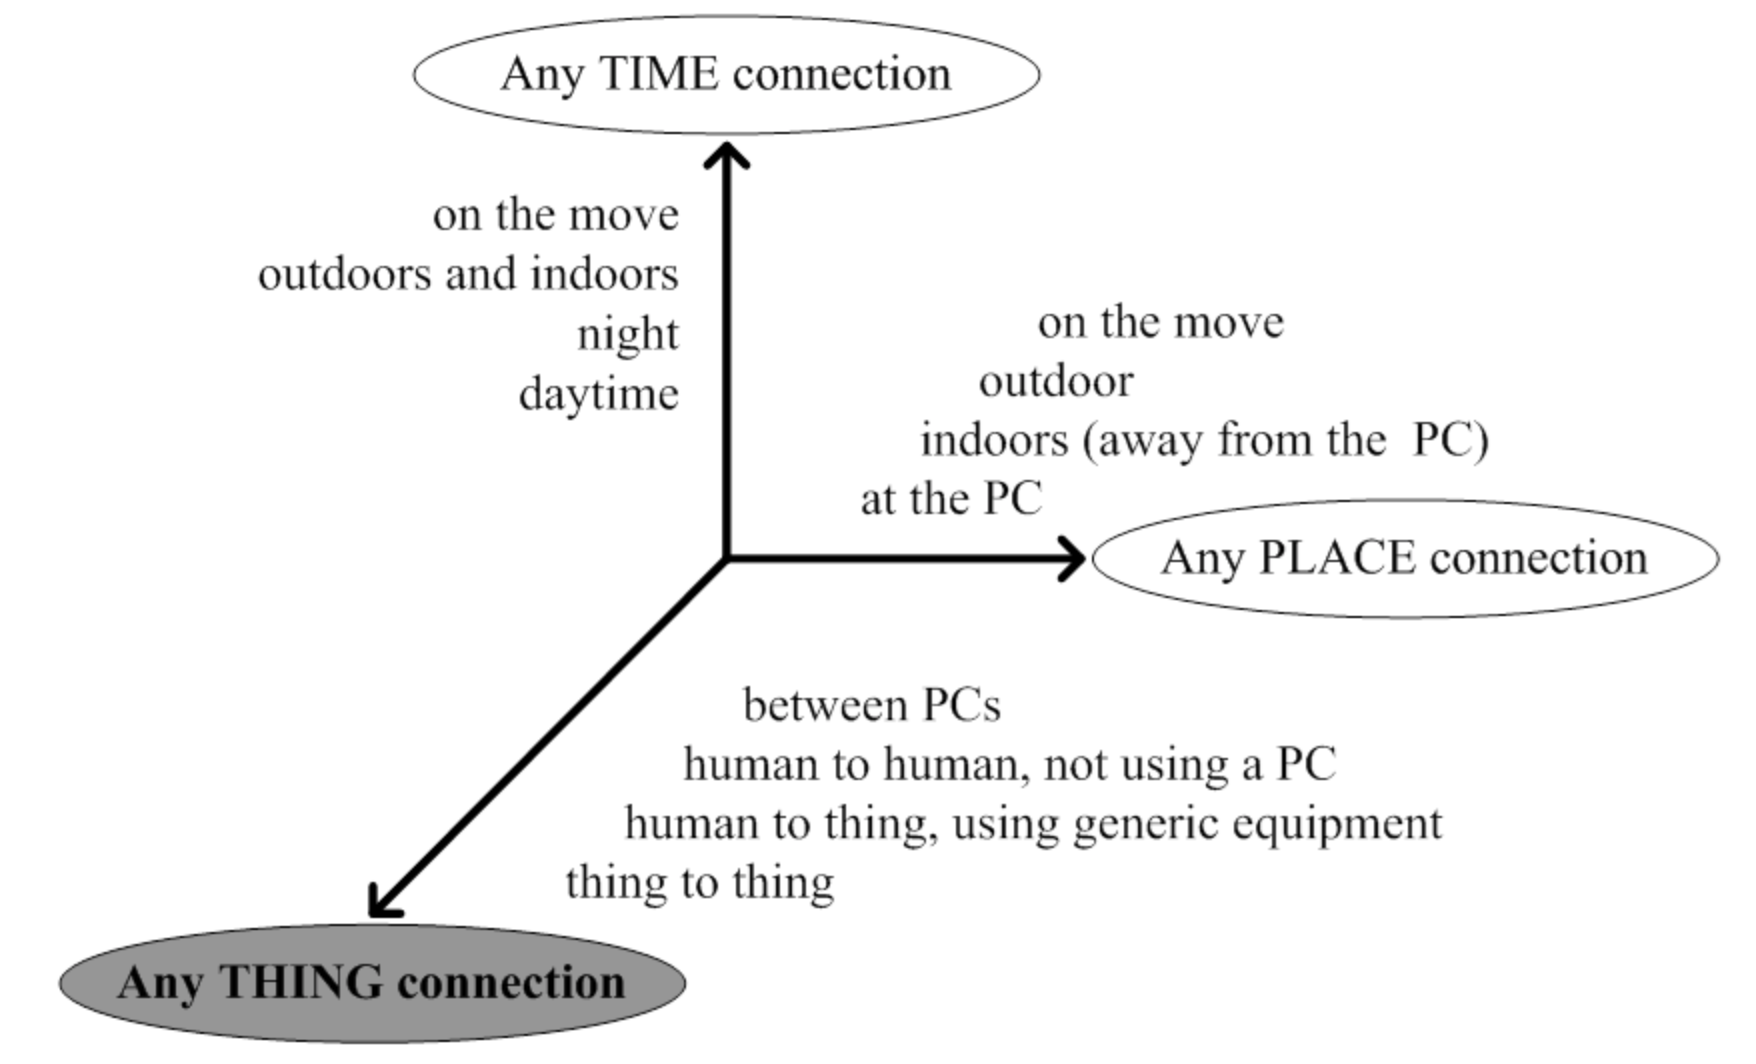 Any TIME connection
on the move
outdoors and indoors
night
daytime
on the move
outdoor
indoors (away from the PC)
at the PC
Any PLACE connection
between PCs
human to human, not using a PC
human to thing, using generic equipment
thing to thing
Any THING connection